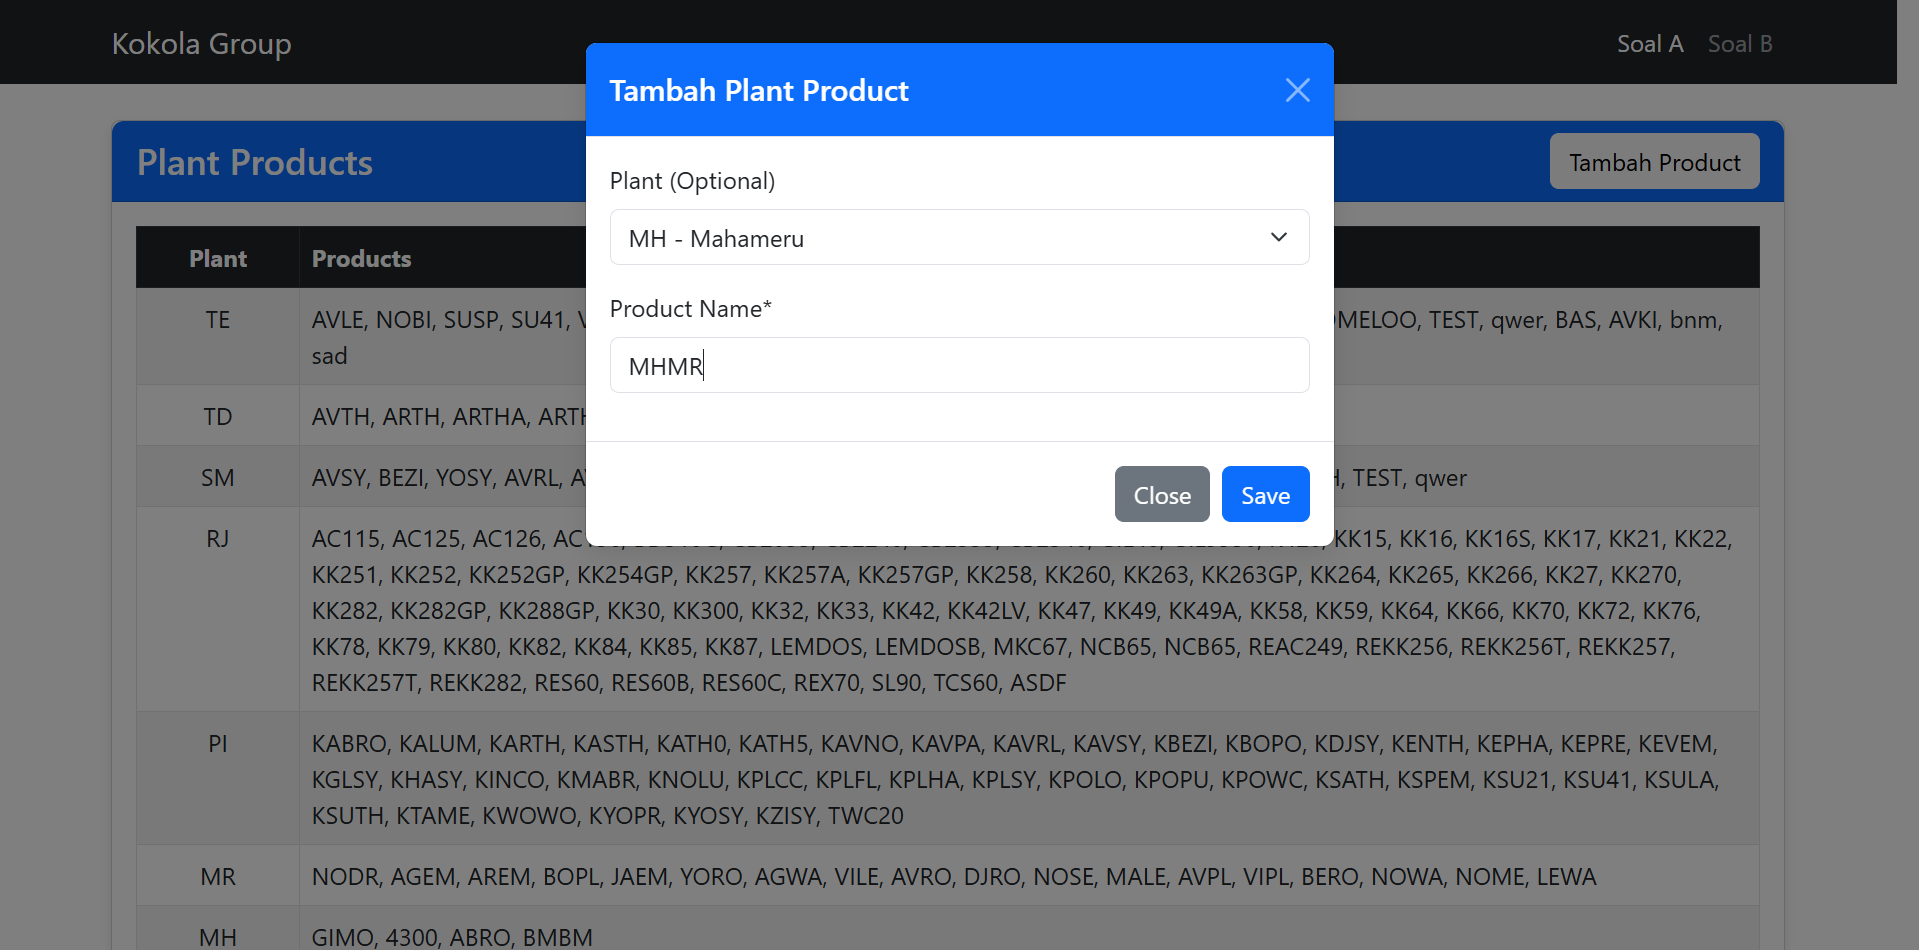 Kokola Group
Soal A
Soal B
Tambah Plant Product
Plant (Optional)
MH - Mahameru
Product Name*
MHMR
Close
Save
Plant Products
Tambah Product
Plant
Products
TE
AVLE, NOBI, SUSP, SU41, TEST, qwer, BAS, AVKI, bnm,
sad
TD
AVTH, ARTH, ARTHA,
SM
AVSY, BEZI, YOSY, AVRL, TEST, qwer
RJ
AC115, AC125, AC126, KK15, KK16, KK16S, KK17, KK21, KK22,
KK251, KK252, KK252GP, KK254GP, KK257, KK257A, KK257GP, KK258, KK260, KK263, KK263GP, KK264, KK265, KK266, KK27, KK270,
KK282, KK282GP, KK288GP, KK30, KK300, KK32, KK33, KK42, KK42LV, KK47, KK49, KK49A, KK58, KK59, KK64, KK66, KK70, KK72, KK76,
KK78, KK79, KK80, KK82, KK84, KK85, KK87, LEMDOS, LEMDOSB, MKC67, NCB65, NCB65, REAC249, REKK256, REKK256T, REKK257,
REKK257T, REKK282, RES60, RES60B, RES60C, REX70, SL90, TCS60, ASDF
PI
KABRO, KALUM, KARTH, KASTH, KATH0, KATH5, KAVNO, KAVPA, KAVRL, KAVSY, KBEZI, KBOPO, KDJSY, KENTH, KEPHA, KEPRE, KEVEM,
KGLSY, KHASY, KINCO, KMABR, KNOLU, KPLCC, KPLFL, KPLHA, KPLSY, KPOLO, KPOPU, KPOWC, KSATH, KSPEM, KSU21, KSU41, KSULA,
KSUTH, KTAME, KWOWO, KYOPR, KYOSY, KZISY, TWC20
MR
NODR, AGEM, AREM, BOPL, JAEM, YORO, AGWA, VILE, AVRO, DJRO, NOSE, MALE, AVPL, VIPL, BERO, NOWA, NOME, LEWA
MH
GIMO, 4300, ABRO, BMBM